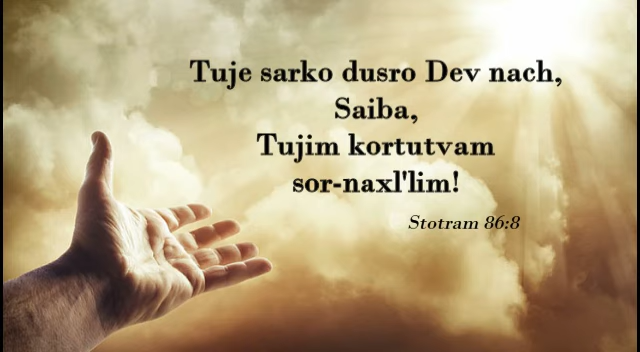 Tuje sarko dusro Dev nach,
Saiba,
Tujim kortutvam
sor-naxl'lim!
Stotram 86:8